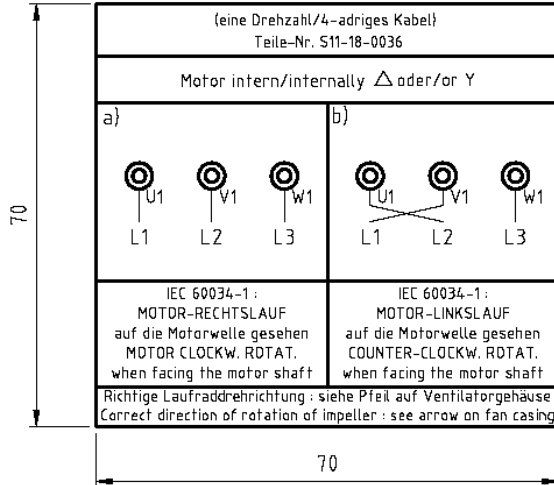 (eine Drehzahl/4-adriges Kabel)
Teile-Nr. S11-18-0036
Motor intern/internally △ oder/or Y
a)
U1 V1 W1
L1 L2 L3
b)
U1 V1 W1
L1 L2 L3
IEC 60034-1 :
MOTOR-RECHTSLAUF
auf die Motorwelle gesehen
MOTOR CLOCKW. ROTAT.
when facing the motor shaft
IEC 60034-1 :
MOTOR-LINKSLAUF
auf die Motorwelle gesehen
COUNTER-CLOCKW. ROTAT.
when facing the motor shaft
Richtige Laufraddrehrichtung : siehe Pfeil auf Ventilatorgehäuse
Correct direction of rotation of impeller : see arrow on fan casing
70
70